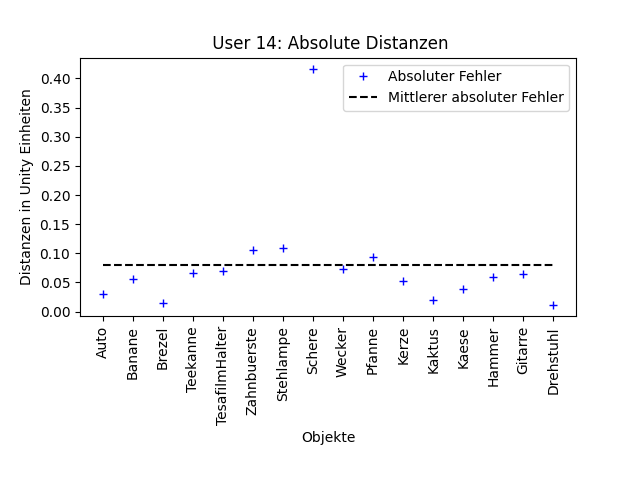 User 14: Absolute Distanzen
Absoluter Fehler
Mittlerer absoluter Fehler
Distanzen in Unity Einheiten
0.40
0.35
0.30
0.25
0.20
0.15
0.10
0.05
0.00
Auto
Banane
Brezel
Teekanne
TesafilmHalter
Zahnbuerste
Stehlampe
Schere
Wecker
Pfanne
Kerze
Kaktus
Kaese
Hammer
Gitarre
Drehstuhl
Objekte